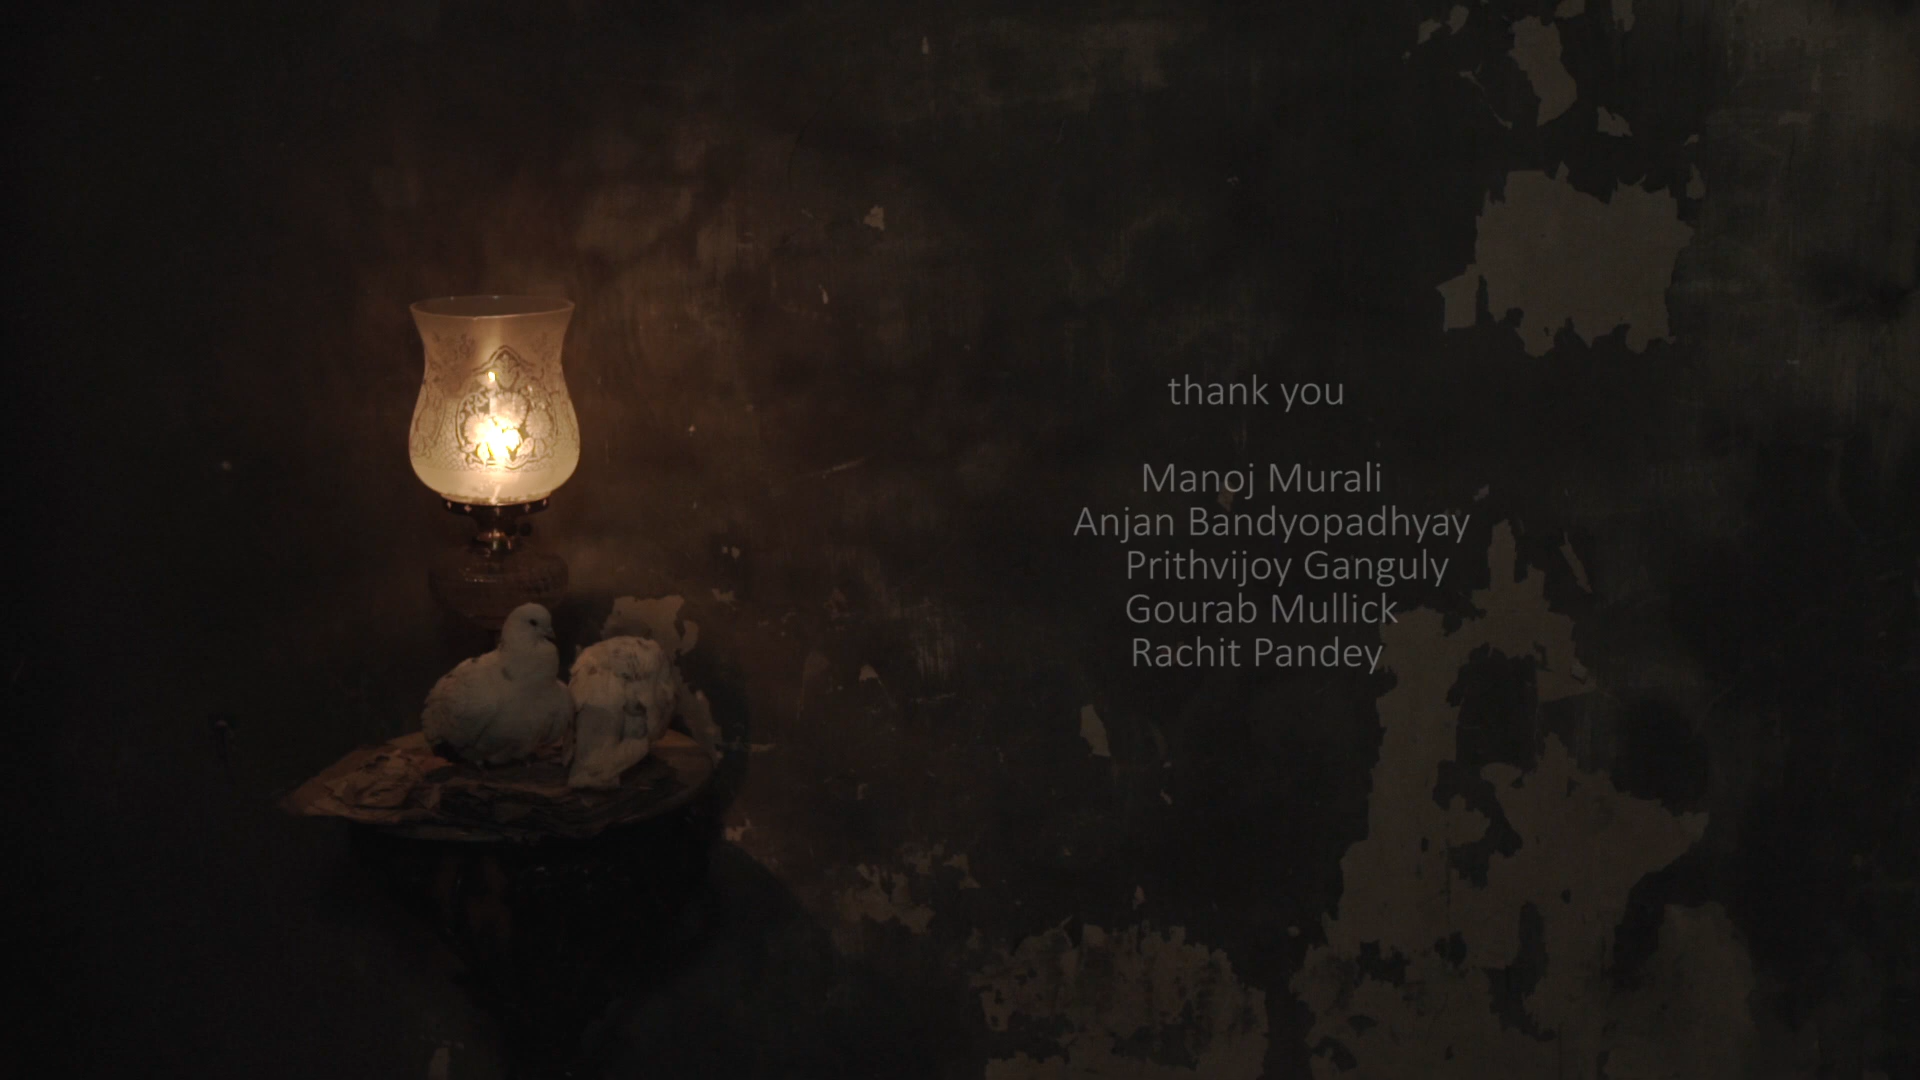 thank you
Manoj Murali
Anjan Bandyopadhyay
Prithvijoy Ganguly
Gourab Mullick
Rachit Pandey